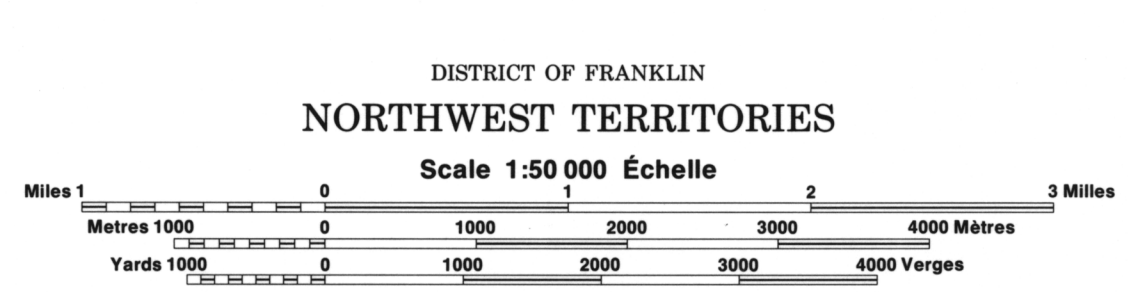 DISTRICT OF FRANKLIN
NORTHWEST TERRITORIES
Scale 1:50 000 Échelle
Miles 1 0 1 2 3 Milles
Metres 1000 0 1000 2000 3000 4000 Mètres
Yards 1000 0 1000 2000 3000 4000 Verges